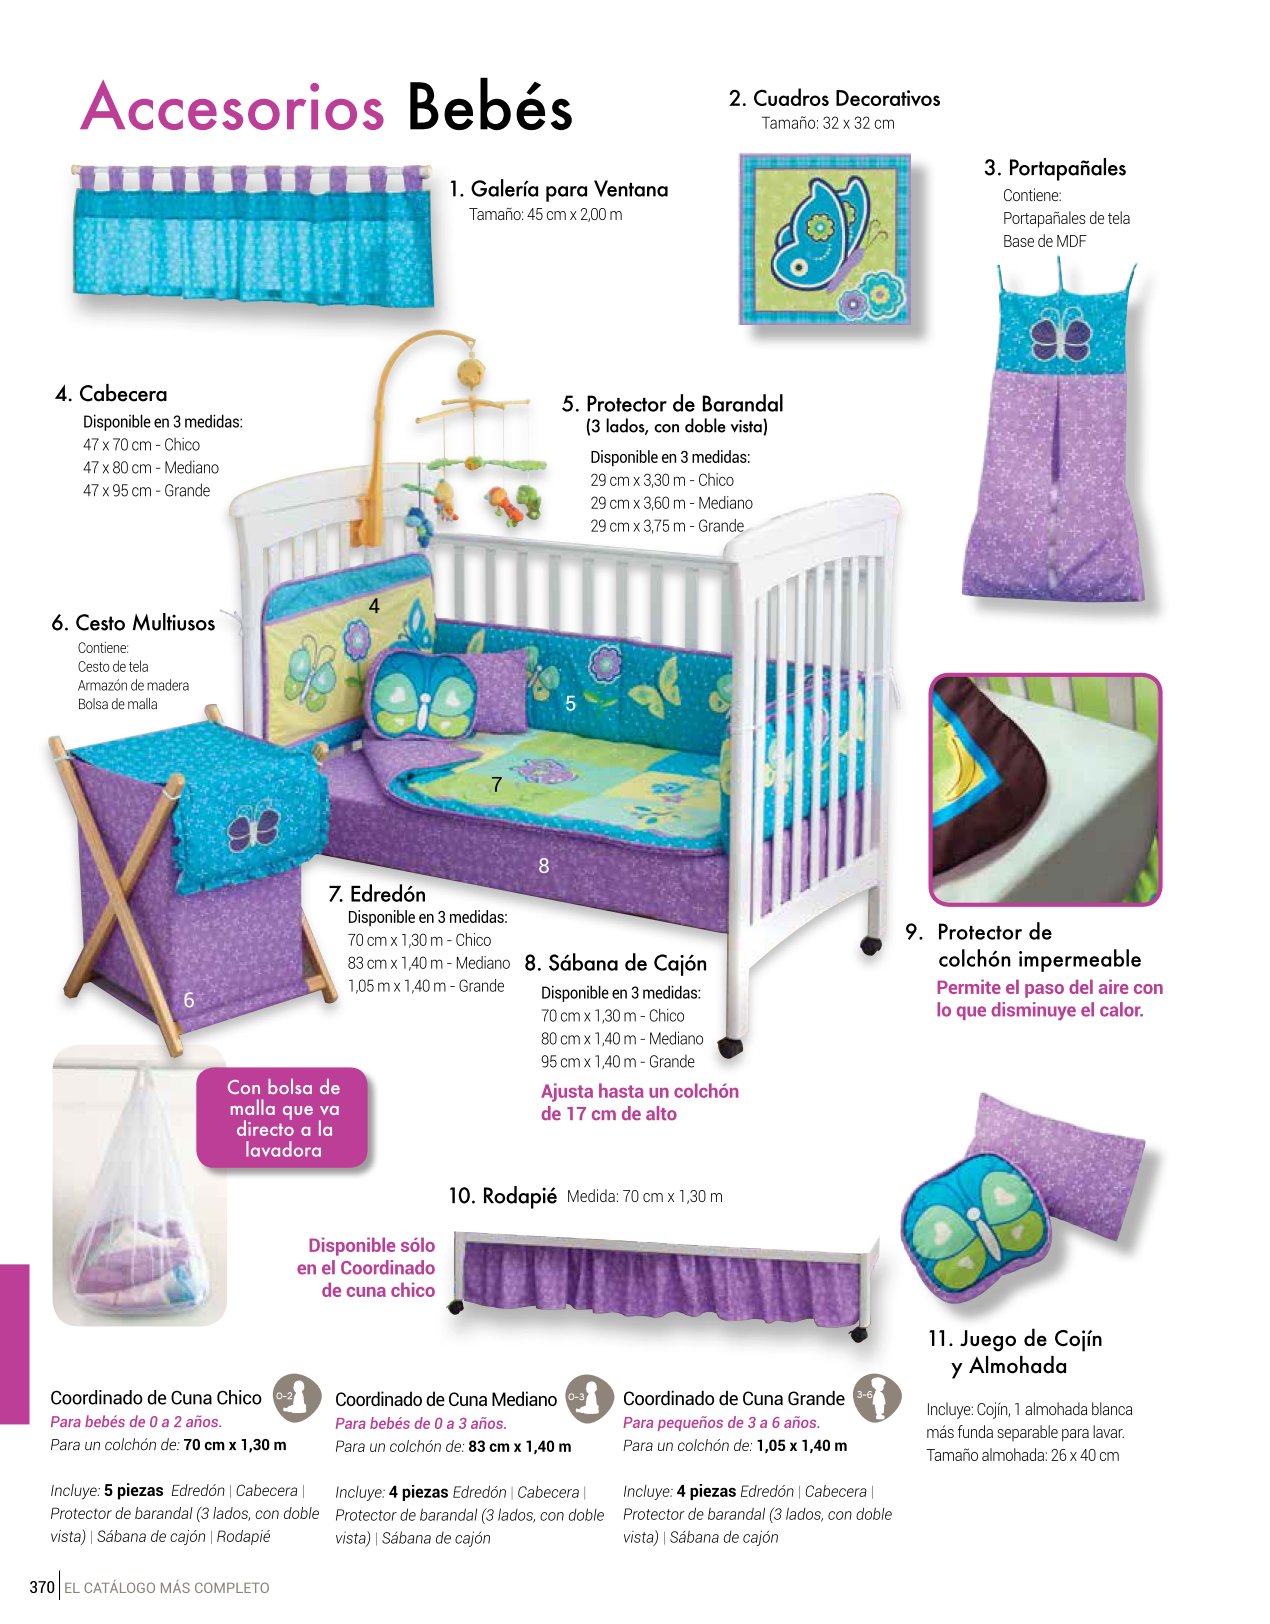 Accesorios Bebés
1. Galería para Ventana
Tamaño: 45 cm x 2,00 m
2. Cuadros Decorativos
Tamaño: 32 x 32 cm
3. Portapañales
Contiene:
Portapañales de tela
Base de MDF
4. Cabecera
Disponible en 3 medidas:
47 x 70 cm - Chico
47 x 80 cm - Mediano
47 x 95 cm - Grande
5. Protector de Barandal
(3 lados, con doble vista)
Disponible en 3 medidas:
29 cm x 3,30 m - Chico
29 cm x 3,60 m - Mediano
29 cm x 3,75 m - Grande
4
5
7
8
6. Cesto Multiusos
Contiene:
Cesto de tela
Armazón de madera
Bolsa de malla
6
Con bolsa de
malla que va
directo a la
lavadora
7. Edredón
Disponible en 3 medidas:
70 cm x 1,30 m - Chico
83 cm x 1,40 m - Mediano
1,05 m x 1,40 m - Grande
8. Sábana de Cajón
Disponible en 3 medidas:
70 cm x 1,30 m - Chico
80 cm x 1,40 m - Mediano
95 cm x 1,40 m - Grande
Ajusta hasta un colchón
de 17 cm de alto
9. Protector de
colchón impermeable
Permite el paso del aire con
lo que disminuye el calor.
10. Rodapié Medida: 70 cm x 1,30 m
Disponible sólo
en el Coordinado
de cuna chico
11. Juego de Cojín
y Almohada
Incluye: Cojín, 1 almohada blanca
más funda separable para lavar.
Tamaño almohada: 26 x 40 cm
Coordinado de Cuna Chico
0-2
Para bebés de 0 a 2 años.
Para un colchón de: 70 cm x 1,30 m
Incluye: 5 piezas Edredón | Cabecera |
Protector de barandal (3 lados, con doble
vista) | Sábana de cajón | Rodapié
Coordinado de Cuna Mediano
0-3
Para bebés de 0 a 3 años.
Para un colchón de: 83 cm x 1,40 m
Incluye: 4 piezas Edredón | Cabecera |
Protector de barandal (3 lados, con doble
vista) | Sábana de cajón
Coordinado de Cuna Grande
3-6
Para pequeños de 3 a 6 años.
Para un colchón de: 1,05 x 1,40 m
Incluye: 4 piezas Edredón | Cabecera |
Protector de barandal (3 lados, con doble
vista) | Sábana de cajón
370 EL CATÁLOGO MÁS COMPLETO